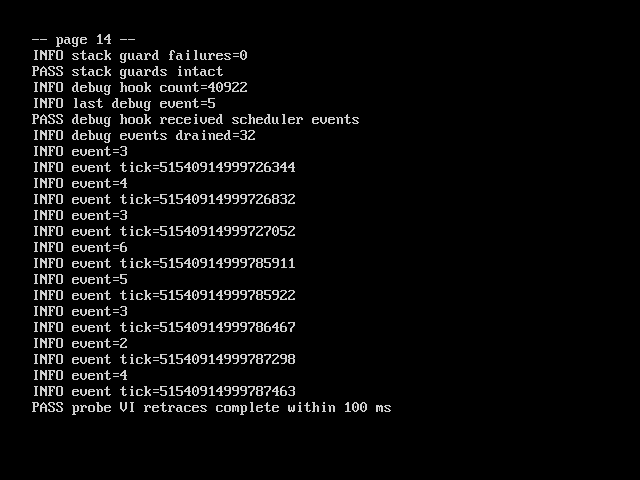 -- page 14 --
INFO stack guard failures=0
PASS stack guards intact
INFO debug hook count=40922
INFO last debug event=5
PASS debug hook received scheduler events
INFO debug events drained=32
INFO event=3
INFO event tick=51540914999726344
INFO event=4
INFO event tick=51540914999726832
INFO event=3
INFO event tick=51540914999727052
INFO event=6
INFO event tick=51540914999785911
INFO event=5
INFO event tick=51540914999785922
INFO event=3
INFO event tick=51540914999786467
INFO event=2
INFO event tick=51540914999787298
INFO event=4
INFO event tick=51540914999787463
PASS probe VI retraces complete within 100 ms